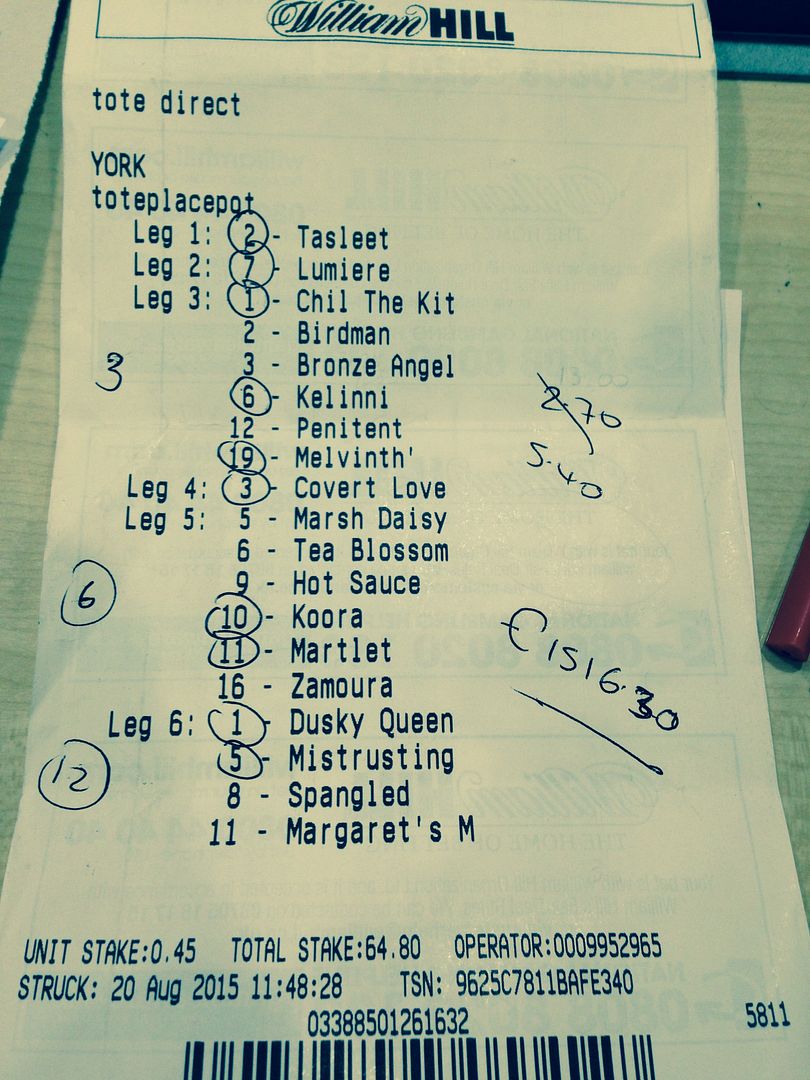 William HILL
tote direct
YORK
toteplacepot
Leg 1: 2 - Tasleet
Leg 2: 7 - Lumiere
Leg 3: 1 - Chil The Kit
2 - Birdman
3 - Bronze Angel
3
6 - Kelinni
2.70
12 - Penitent
19 - Melvinth'
5.40
Leg 4: 3 - Covert Love
Leg 5: 5 - Marsh Daisy
6 - Tea Blossom
9 - Hot Sauce
6
10 - Koora
11 - Martlet
£1516.30
16 - Zamoura
Leg 6: 1 - Dusky Queen
5 - Mistrusting
12
8 - Spangled
11 - Margaret's M
UNIT STAKE:0.45 TOTAL STAKE:64.80 OPERATOR:0009952965
STRUCK: 20 Aug 2015 11:48:28 TSN: 9625C7811BAFE340
03388501261632
5811